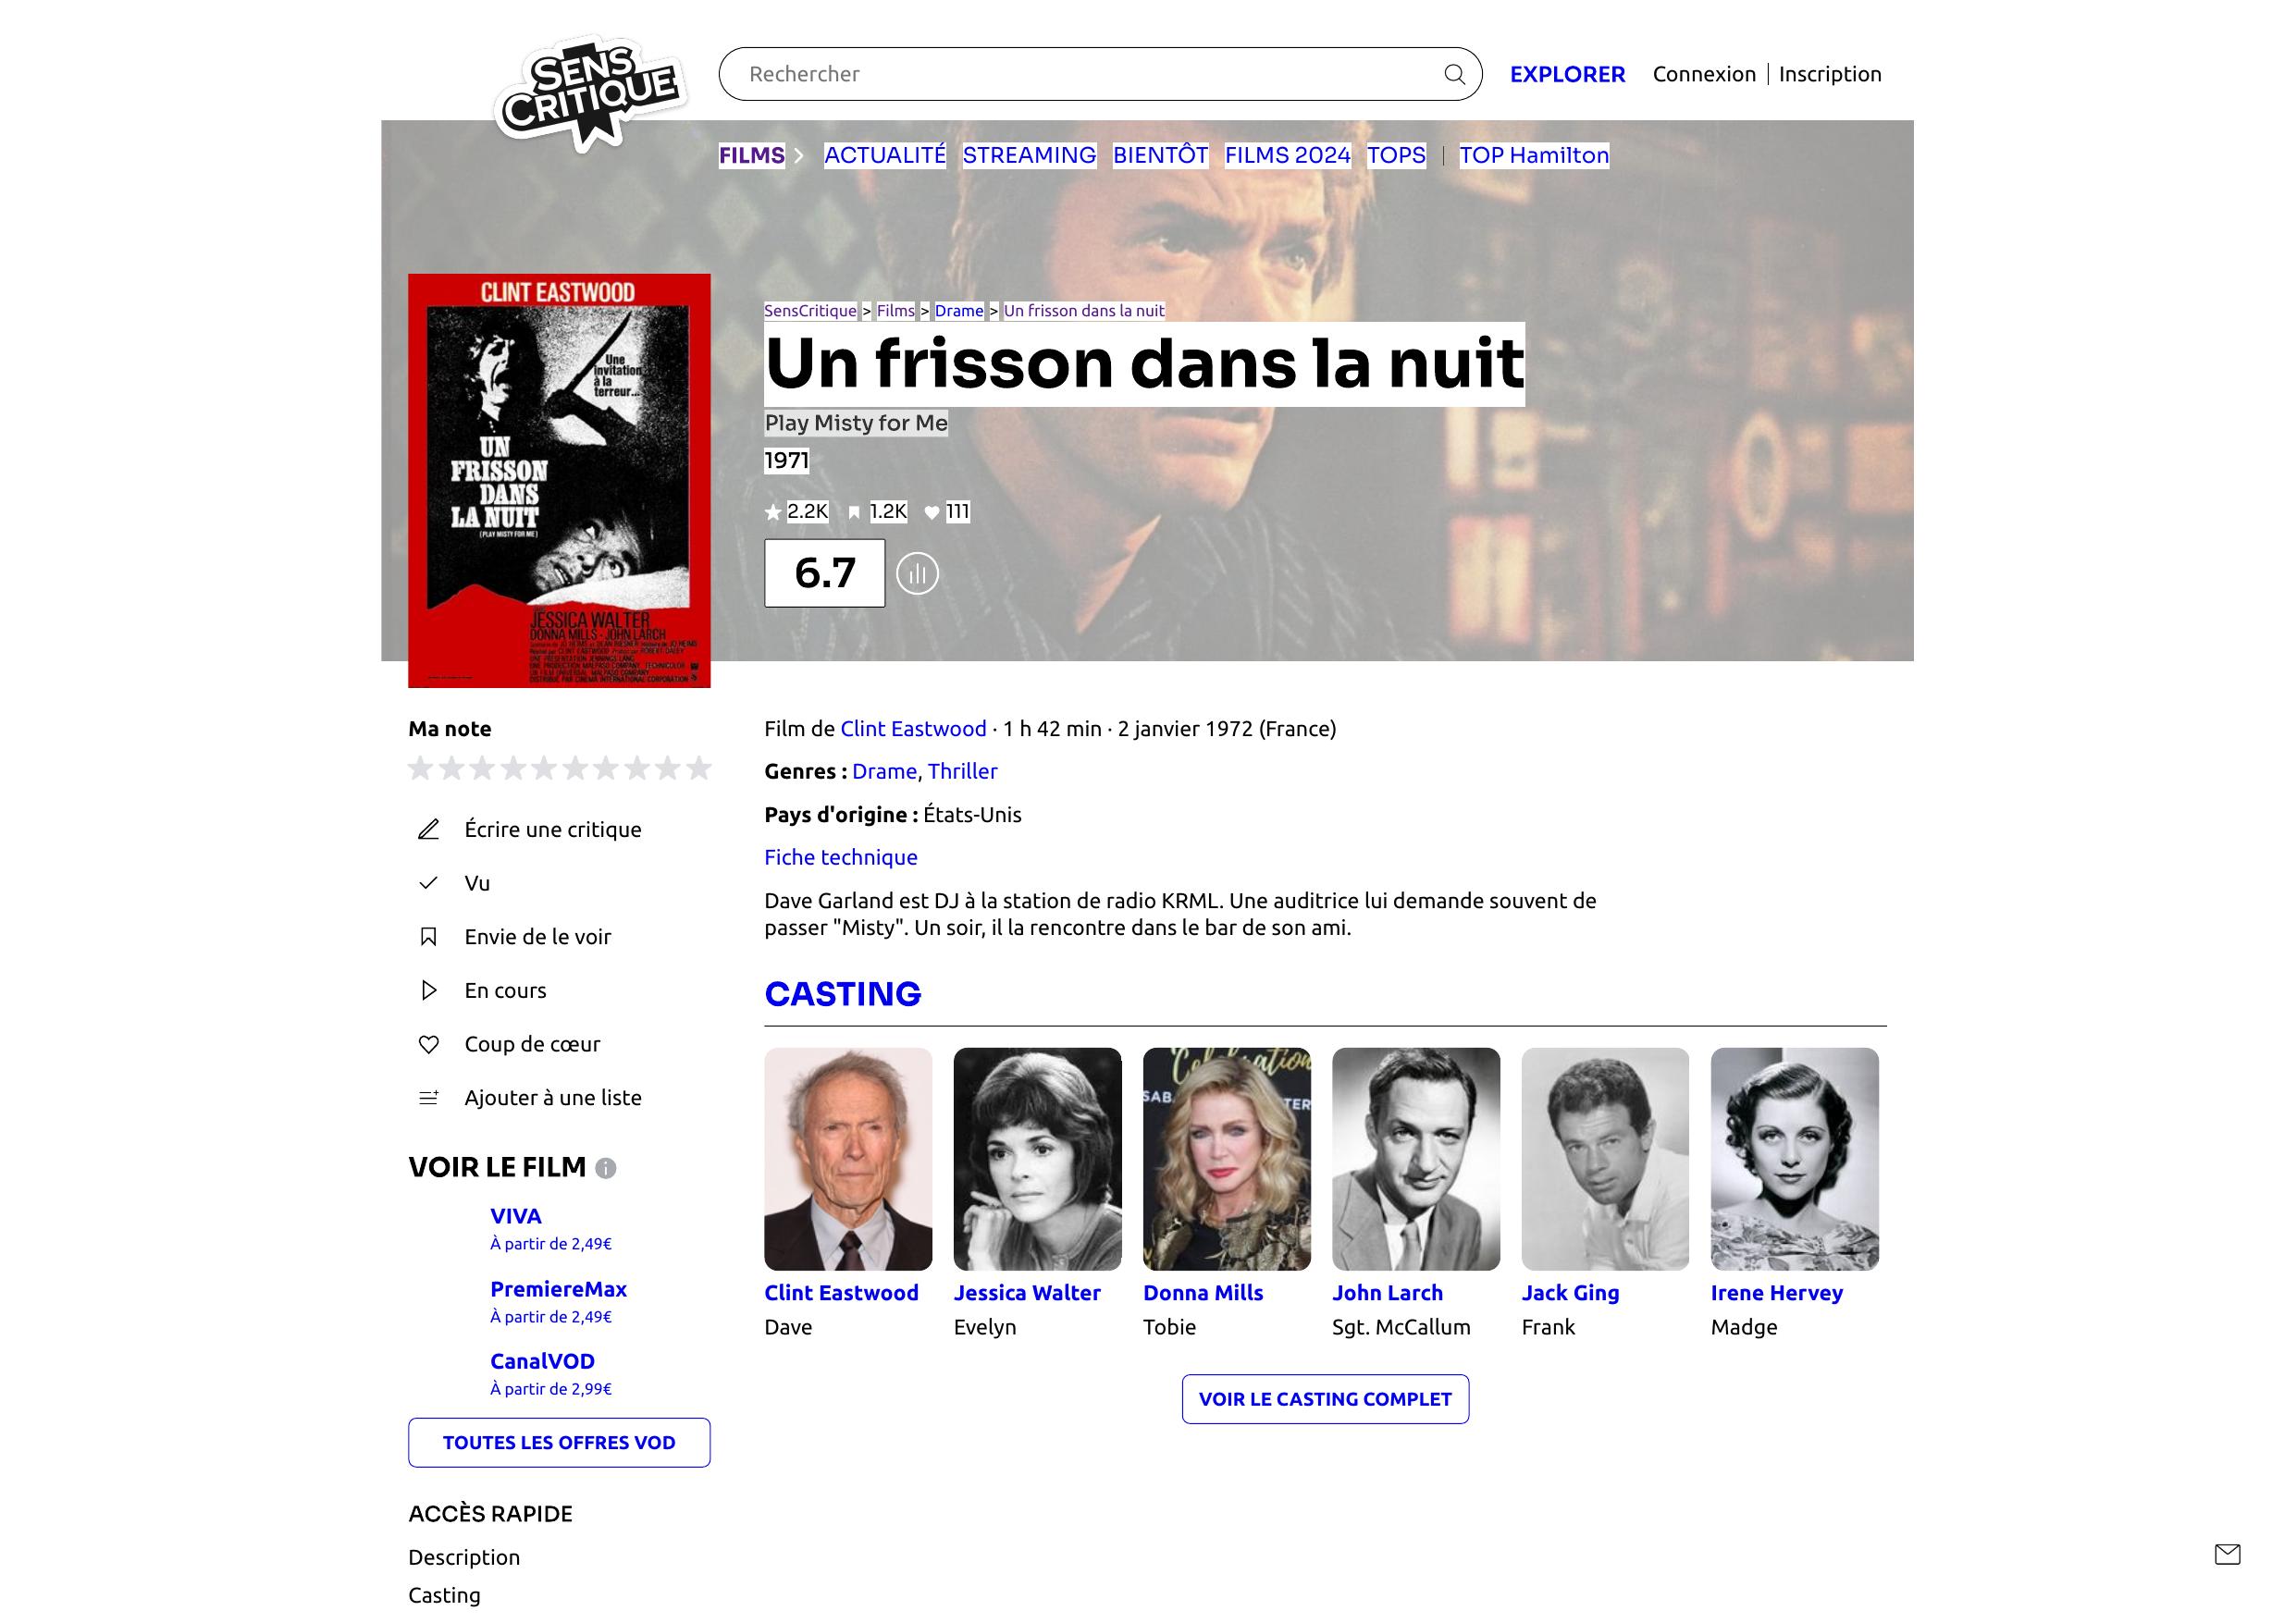 SENS
CRITIQUE
Rechercher
EXPLORER
Connexion
Inscription
FILMS
ACTUALITÉ
STREAMING
BIENTÔT
FILMS 2024
TOPS
TOP Hamilton
CLINT EASTWOOD
Une
invitation
à la
terreur...
UN
FRISSON
DANS
LA NUIT
(PLAY MISTY FOR ME)
JESSICA WALTER
DONNA MILLS - JOHN LARCH
SensCritique > Films > Drame > Un frisson dans la nuit
Un frisson dans la nuit
Play Misty for Me
1971
2.2K
1.2K
111
6.7
Ma note
Écrire une critique
Vu
Envie de le voir
En cours
Coup de cœur
Ajouter à une liste
VOIR LE FILM
VIVA
À partir de 2,49€
PremiereMax
À partir de 2,49€
CanalVOD
À partir de 2,99€
TOUTES LES OFFRES VOD
ACCÈS RAPIDE
Description
Casting
Film de Clint Eastwood · 1 h 42 min · 2 janvier 1972 (France)
Genres : Drame, Thriller
Pays d'origine : États-Unis
Fiche technique
Dave Garland est DJ à la station de radio KRML. Une auditrice lui demande souvent de
passer "Misty". Un soir, il la rencontre dans le bar de son ami.
CASTING
Clint Eastwood
Dave
Jessica Walter
Evelyn
Donna Mills
Tobie
John Larch
Sgt. McCallum
Jack Ging
Frank
Irene Hervey
Madge
VOIR LE CASTING COMPLET